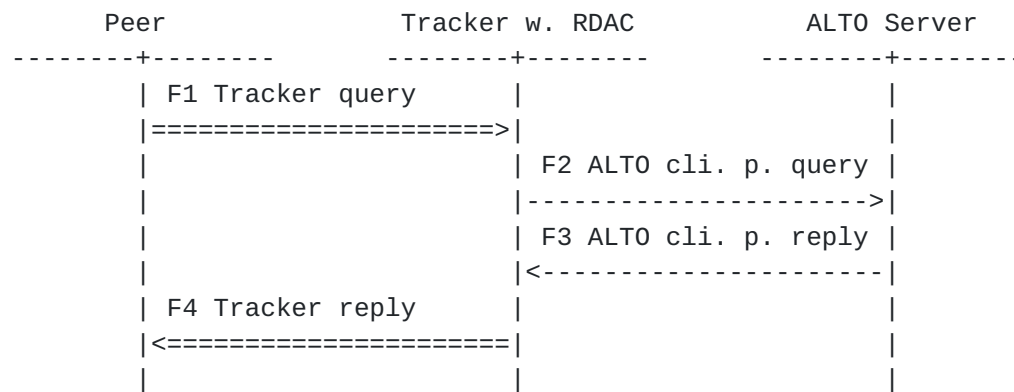 Peer Tracker w. RDAC ALTO Server
--------+-------- --------+-------- --------+--------
| F1 Tracker query | |
|======================>| |
| | F2 ALTO cli. p. query |
| |---------------------->|
| | F3 ALTO cli. p. reply |
| |<----------------------|
| F4 Tracker reply | |
|<======================| |
| | |